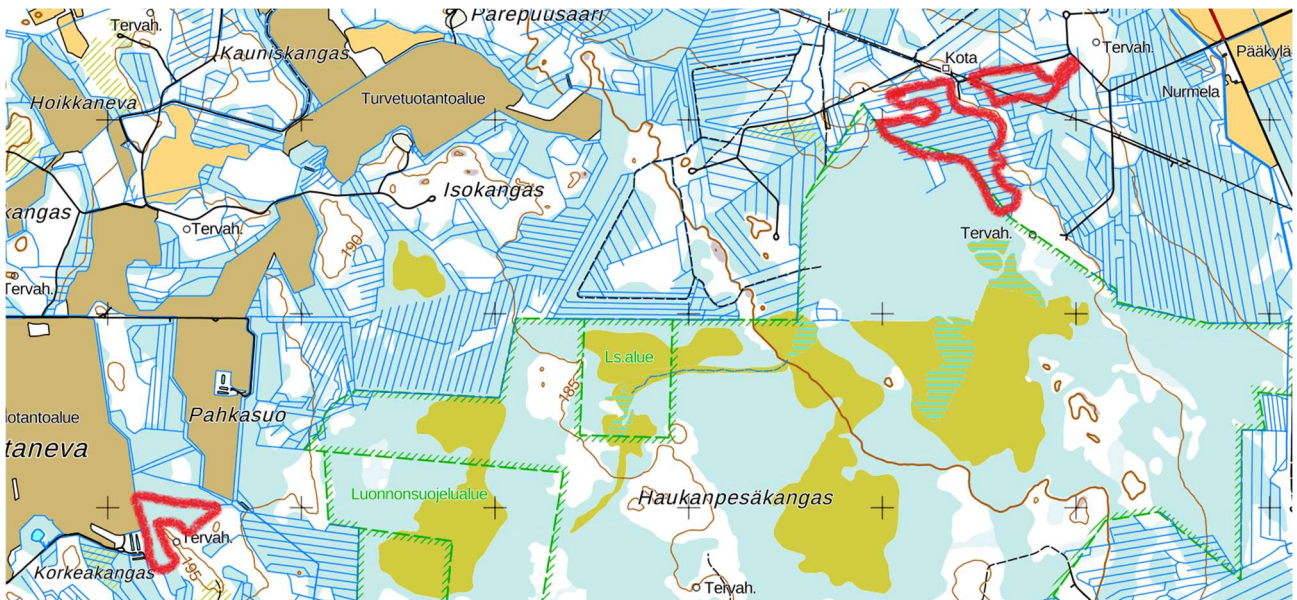 Parepuusaari
Tervah.
Kauniskangas
Kota
Tervah.
Pääkylä
Hoikkaneva
Turvetuotantoalue
Nurmela
Isokangas
kangas
Tervah.
190
Tervah.
Tervah.
Ls.alue
185
Pahkasuo
otantoalue
taneva
Luonnonsuojelualue
Haukanpesäkangas
Tervah.
Korkeakangas
195
Tervah.